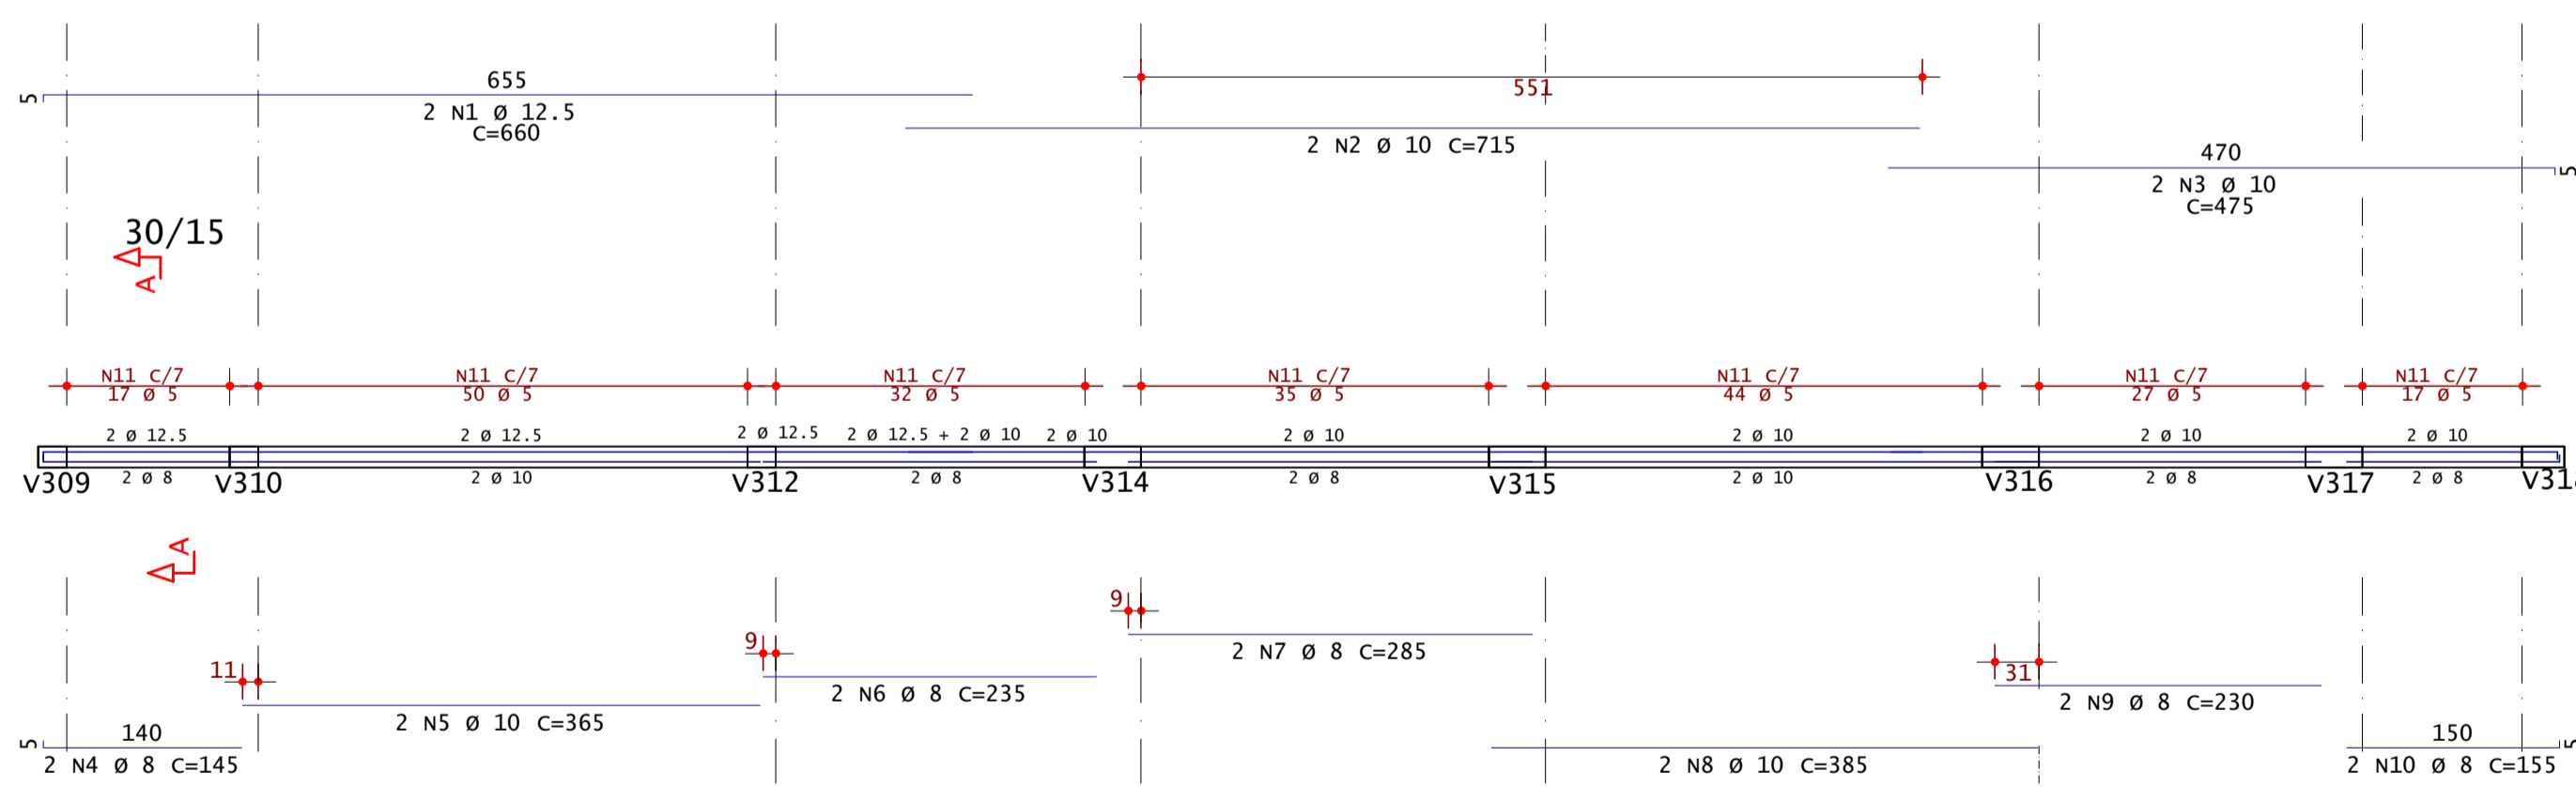 655
5
2 N1 Ø 12.5
C=660
551
2 N2 Ø 10 C=715
470
5
2 N3 Ø 10
C=475
30/15
A
N11 C/7
17 Ø 5
N11 C/7
50 Ø 5
N11 C/7
32 Ø 5
N11 C/7
35 Ø 5
N11 C/7
44 Ø 5
N11 C/7
27 Ø 5
N11 C/7
17 Ø 5
2 Ø 12.5
2 Ø 12.5
2 Ø 12.5
2 Ø 12.5 + 2 Ø 10
2 Ø 10
2 Ø 10
2 Ø 10
2 Ø 10
2 Ø 10
V309
2 Ø 8
V310
2 Ø 10
V312
2 Ø 8
V314
2 Ø 8
V315
2 Ø 10
V316
2 Ø 8
V317
2 Ø 8
A
9
9
11
31
2 N7 Ø 8 C=285
2 N6 Ø 8 C=235
2 N5 Ø 10 C=365
2 N9 Ø 8 C=230
140
5
2 N4 Ø 8 C=145
2 N8 Ø 10 C=385
150
5
2 N10 Ø 8 C=155